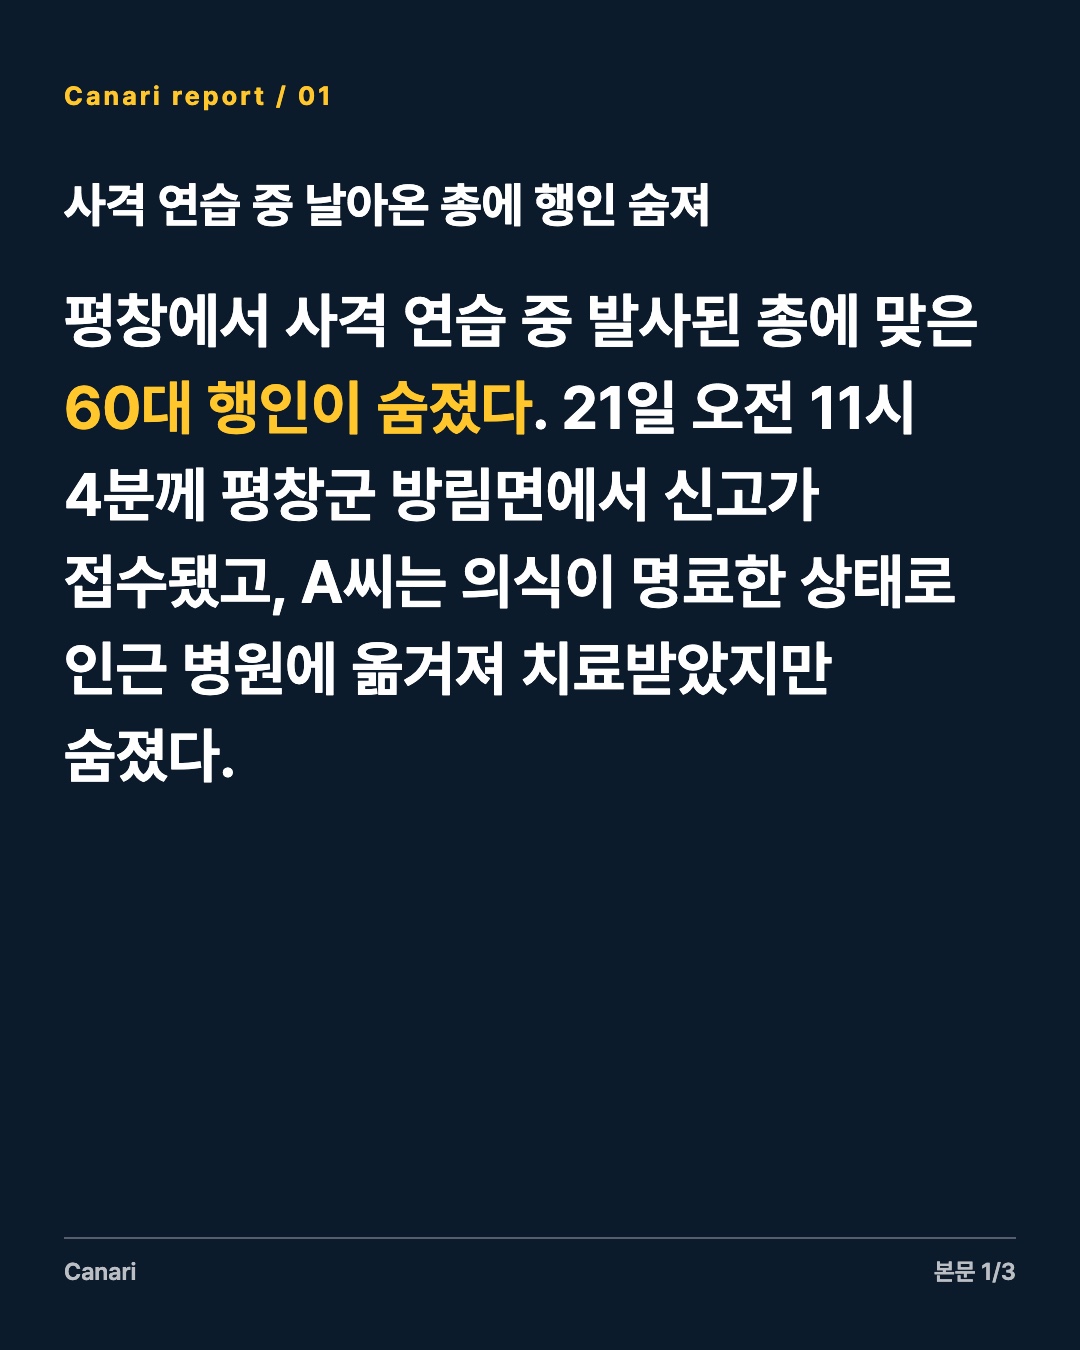 Canari report / 01
사격 연습 중 날아온 총에 행인 숨져
평창에서 사격 연습 중 발사된 총에 맞은
60대 행인이 숨졌다. 21일 오전 11시
4분께 평창군 방림면에서 신고가
접수됐고, A씨는 의식이 명료한 상태로
인근 병원에 옮겨져 치료받았지만
숨졌다.
Canari
본문 1/3